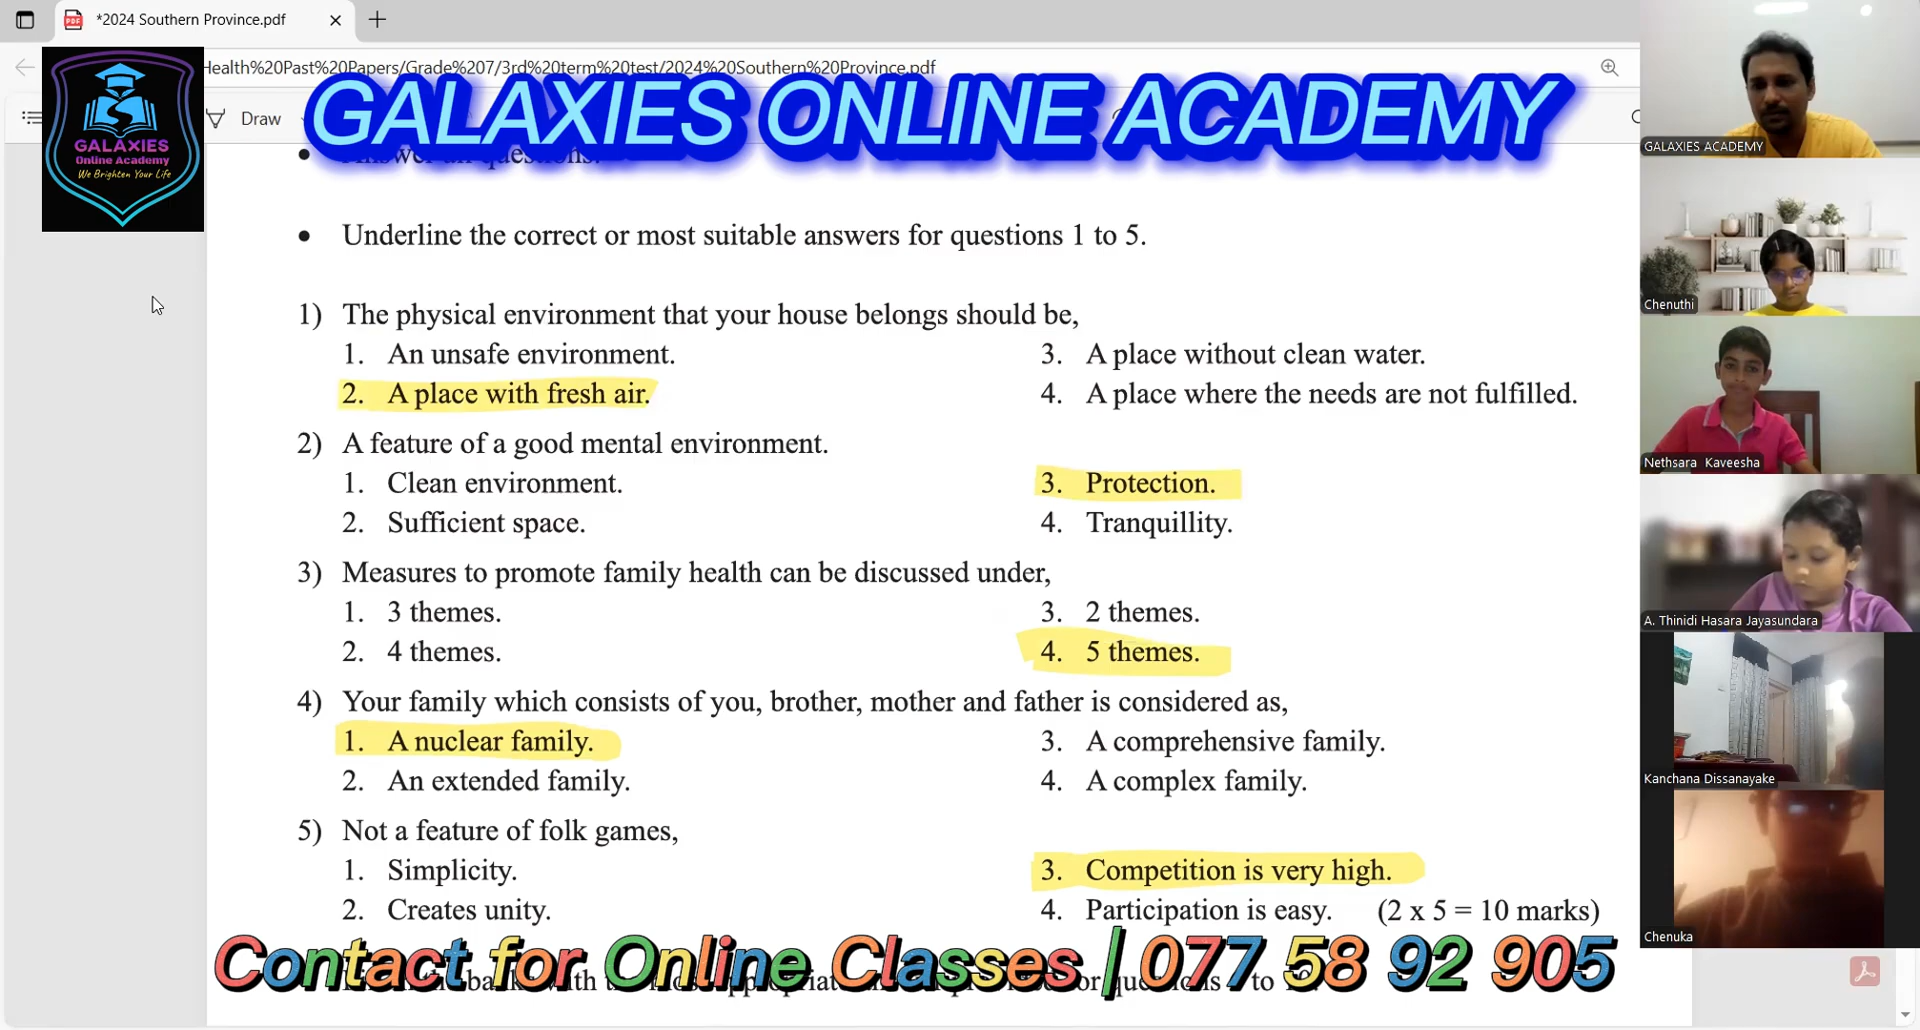 *2024 Southern Province.pdf
Health%20Past%20Papers/Grade%207/3rd%20term%20test/2024%20Southern%20Province.pdf
GALAXIES
Online Academy
We Brighten Your Life
Draw
GALAXIES ONLINE ACADEMY
• Answer all questions.
• Underline the correct or most suitable answers for questions 1 to 5.
1) The physical environment that your house belongs should be,
1. An unsafe environment.
3. A place without clean water.
2. A place with fresh air.
4. A place where the needs are not fulfilled.
2) A feature of a good mental environment.
1. Clean environment.
3. Protection.
2. Sufficient space.
4. Tranquillity.
3) Measures to promote family health can be discussed under,
1. 3 themes.
3. 2 themes.
2. 4 themes.
4. 5 themes.
4) Your family which consists of you, brother, mother and father is considered as,
1. A nuclear family.
3. A comprehensive family.
2. An extended family.
4. A complex family.
5) Not a feature of folk games,
1. Simplicity.
3. Competition is very high.
2. Creates unity.
4. Participation is easy. (2 x 5 = 10 marks)
Contact for Online Classes | 077 58 92 905
GALAXIES ACADEMY
Chenuthi
Nethsara Kaveesha
A. Thinidi Hasara Jayasundara
Kanchana Dissanayake
Chenuka